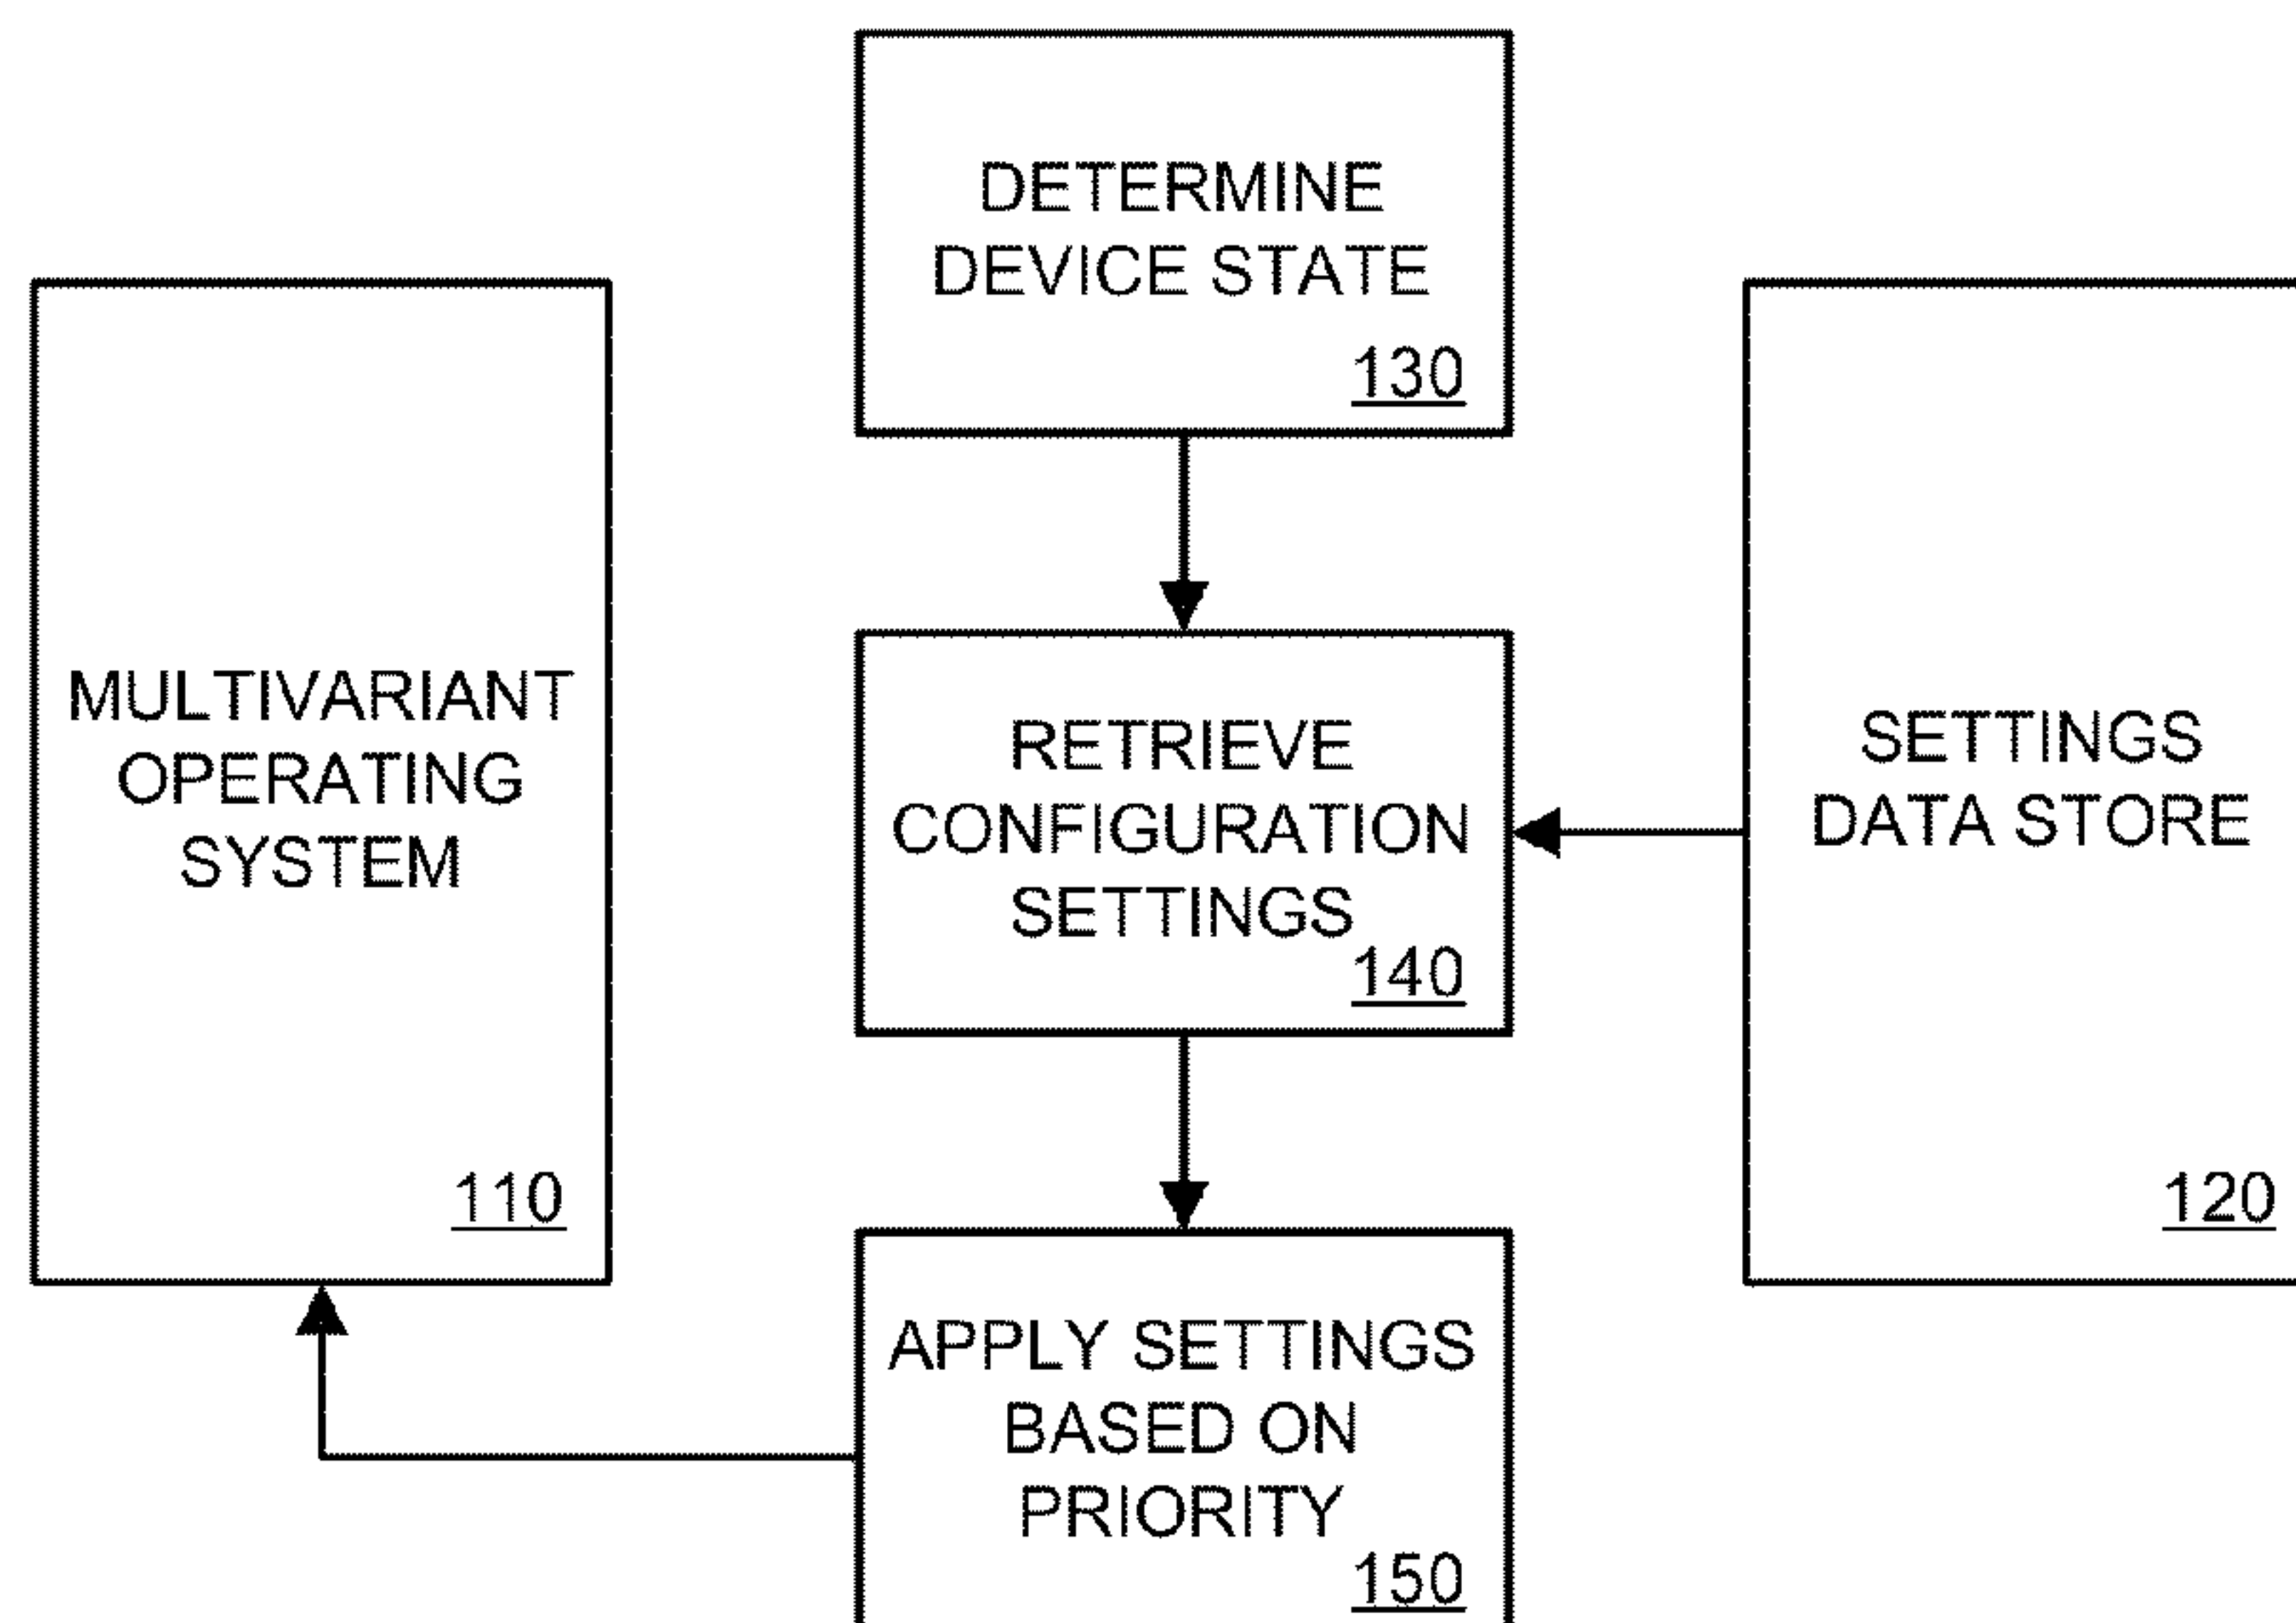 DETERMINE
DEVICE STATE
130
MULTIVARIANT
OPERATING
SYSTEM
110
RETRIEVE
CONFIGURATION
SETTINGS
140
SETTINGS
DATA STORE
120
APPLY SETTINGS
BASED ON
PRIORITY
150